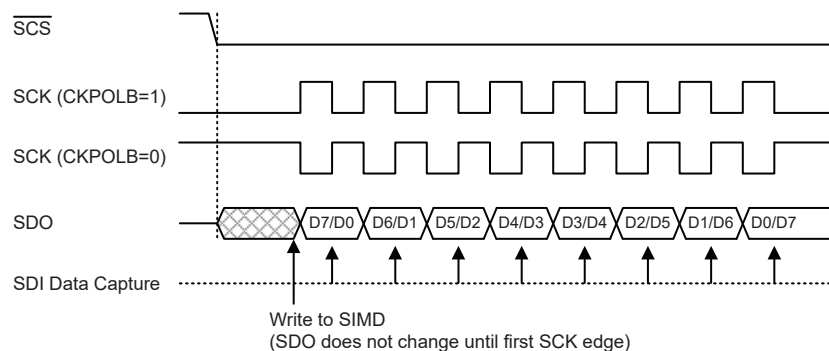 SCS
SCK (CKPOLB=1)
SCK (CKPOLB=0)
SDO
D7/D0 D6/D1 D5/D2 D4/D3 D3/D4 D2/D5 D1/D6 D0/D7
SDI Data Capture
Write to SIMD
(SDO does not change until first SCK edge)